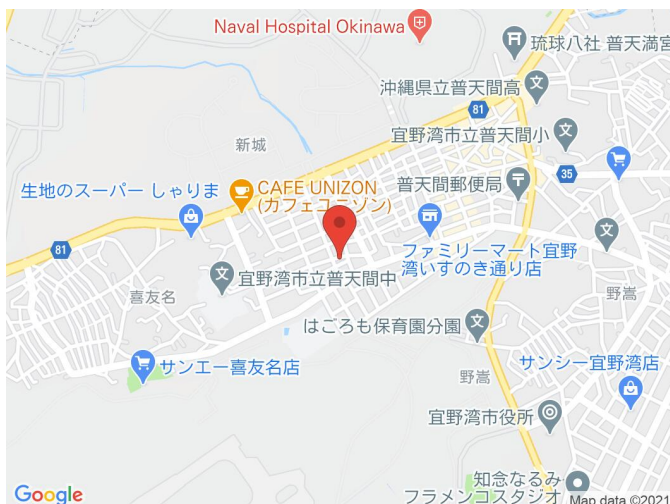 Naval Hospital Okinawa
琉球八社 普天満宮
沖縄県立普天間高
81
宜野湾市立普天間小
新城
35
生地のスーパー しゃりま
CAFE UNIZON
(カフェユニゾン)
普天間郵便局
ファミリーマート宜野
湾いすのき通り店
81
宜野湾市立普天間中
喜友名
野嵩
はごろも保育園分園
サンエー喜友名店
サンシー宜野湾店
野嵩
宜野湾市役所
知念なるみ
フラメンコスタジオ
Google
Map data ©2021